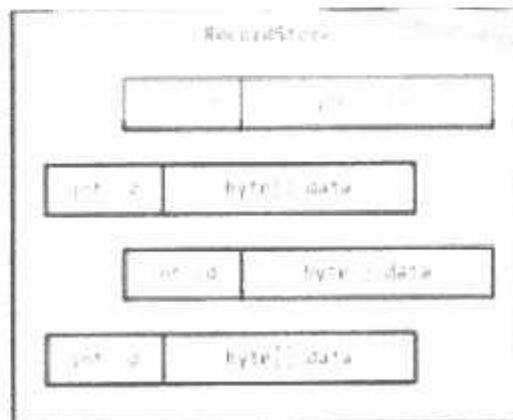 RecordStore
int id byte[] data
int id byte[] data
int id byte[] data